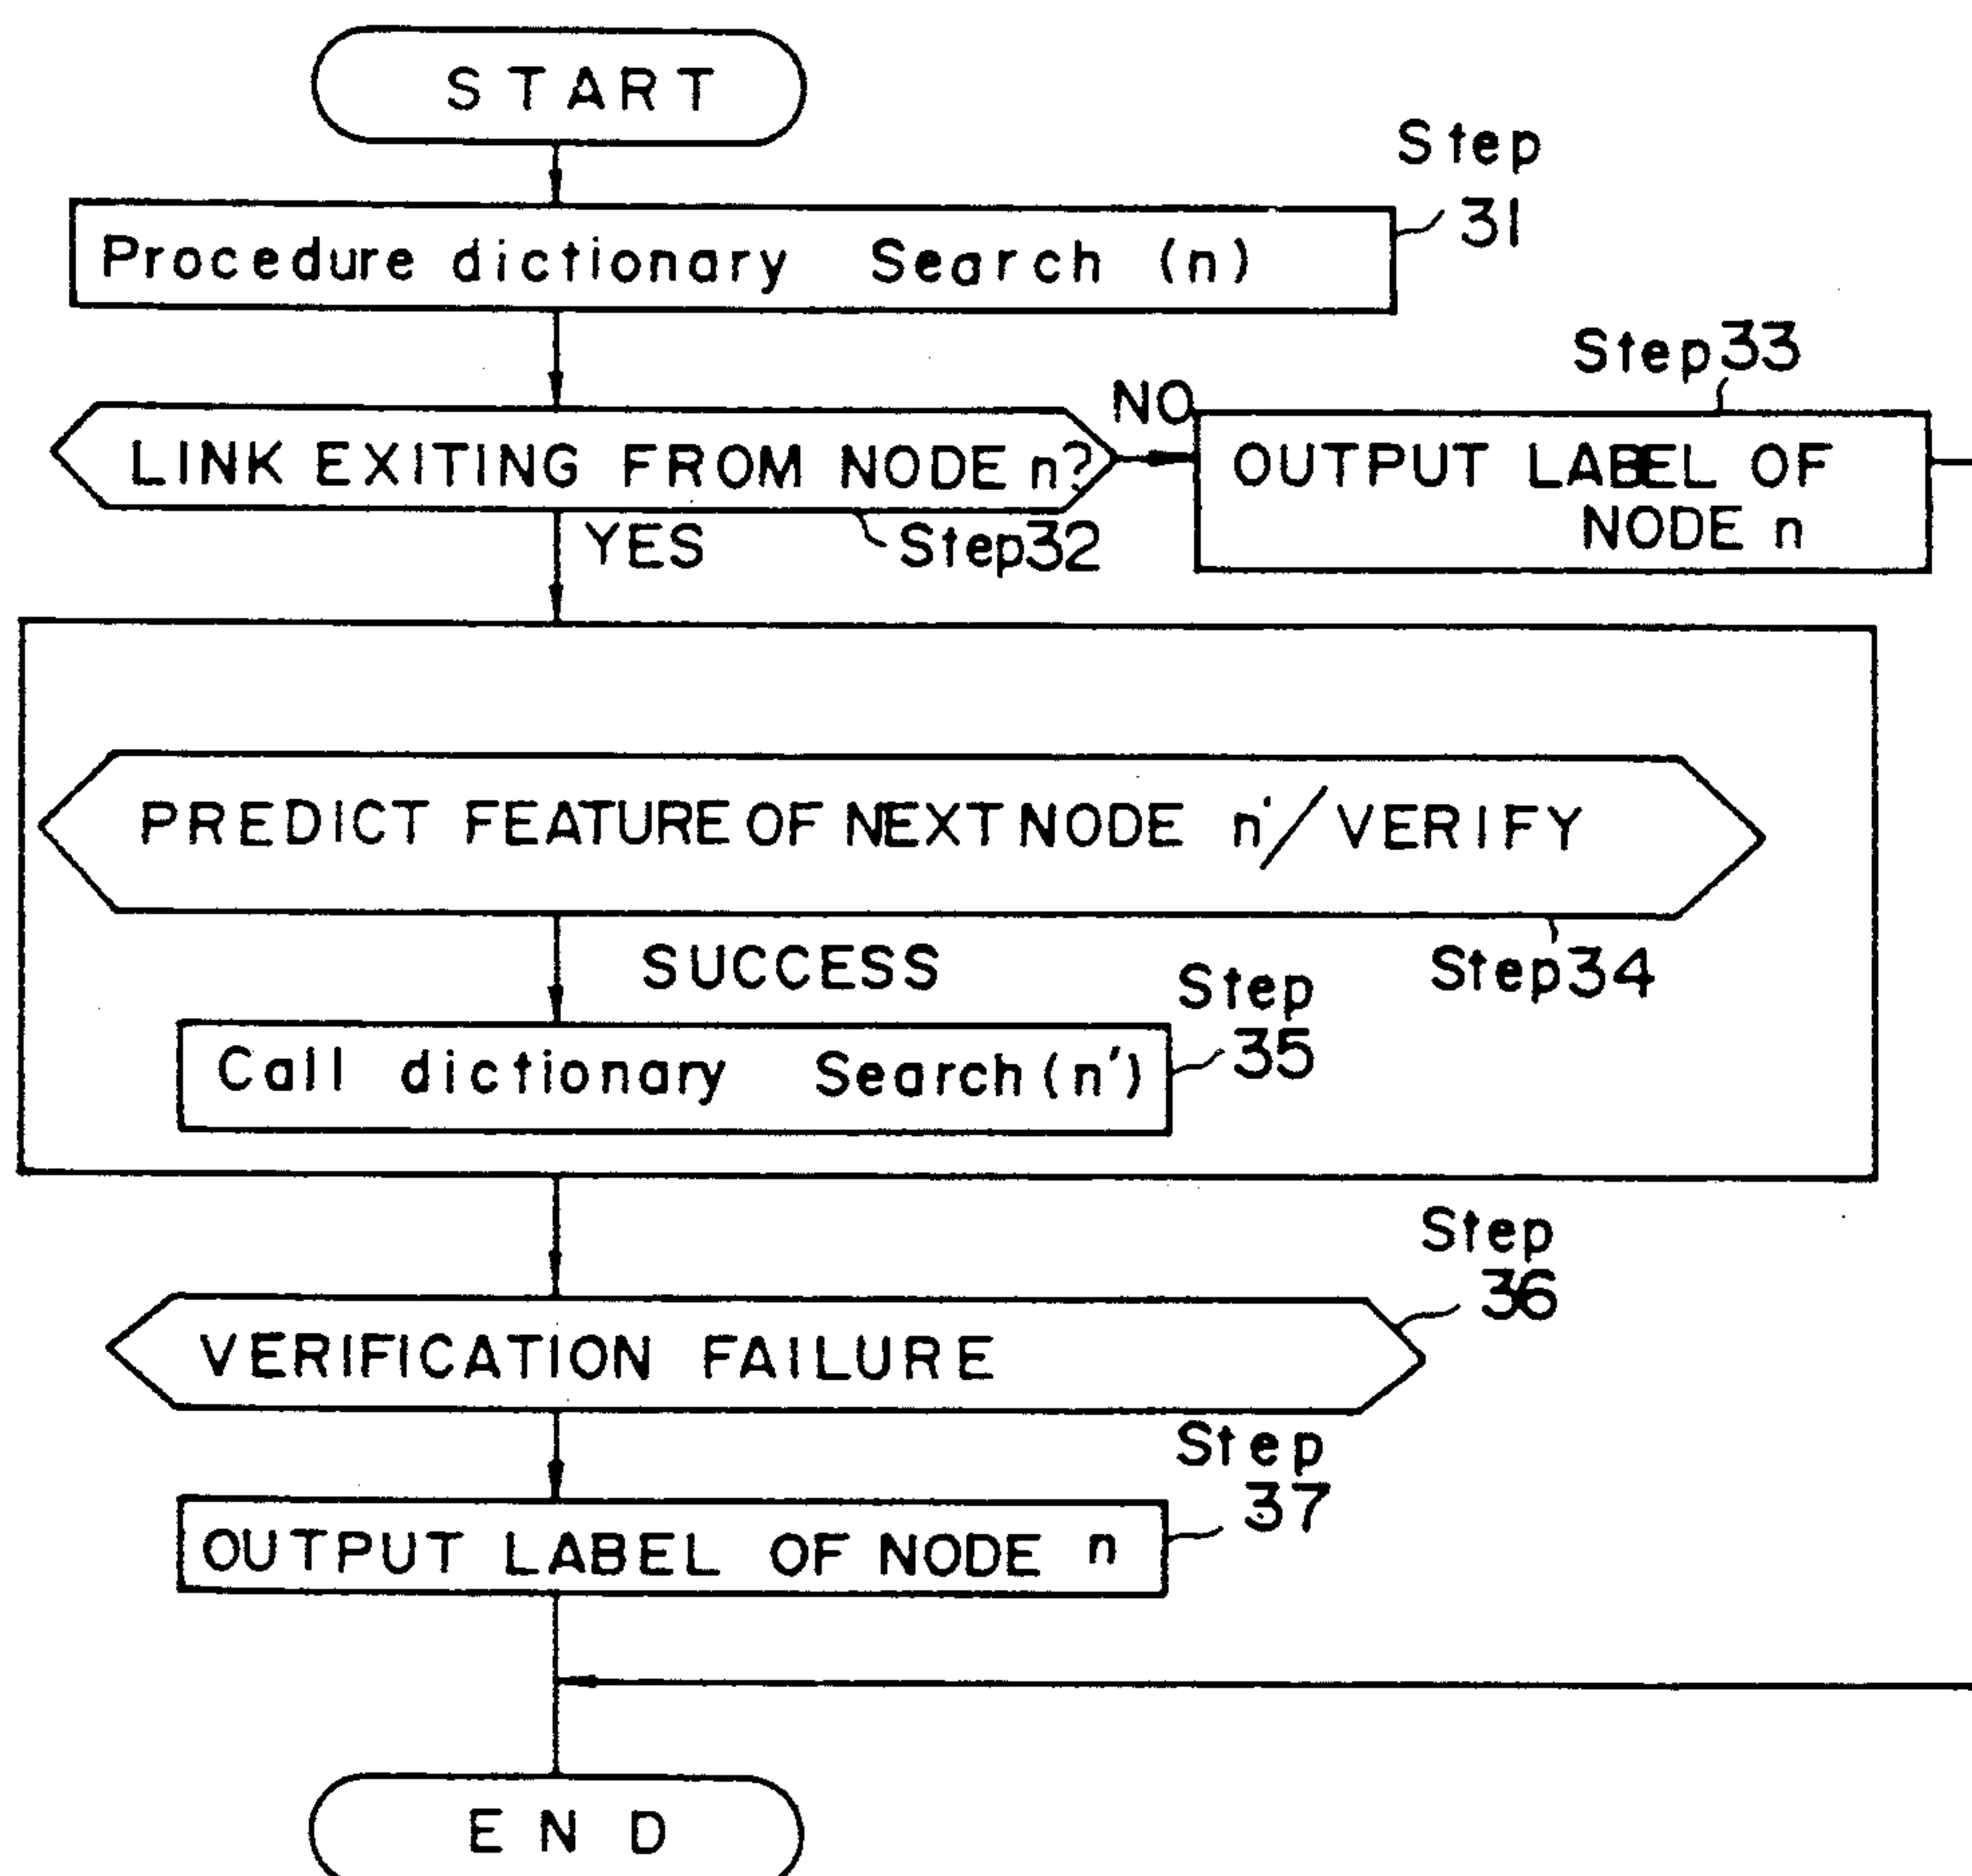 START
Step
31
Procedure dictionary Search (n)
Step33
NO
LINK EXITING FROM NODE n?
OUTPUT LABEL OF
NODE n
YES
Step32
PREDICT FEATURE OF NEXT NODE n'/VERIFY
SUCCESS
Step34
Step
35
Call dictionary Search(n')
Step
36
VERIFICATION FAILURE
Step
37
OUTPUT LABEL OF NODE n
END